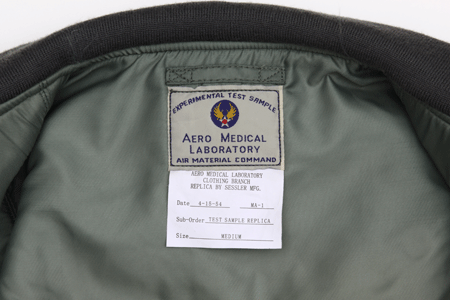 EXPERIMENTAL TEST SAMPLE
AERO MEDICAL
LABORATORY
AIR MATERIAL COMMAND
AERO MEDICAL LABORATORY
CLOTHING BRANCH
REPLICA BY SESSLER MFG.
Date 4-18-54 MA-1
Sub-Order TEST SAMPLE REPLICA
Size MEDIUM